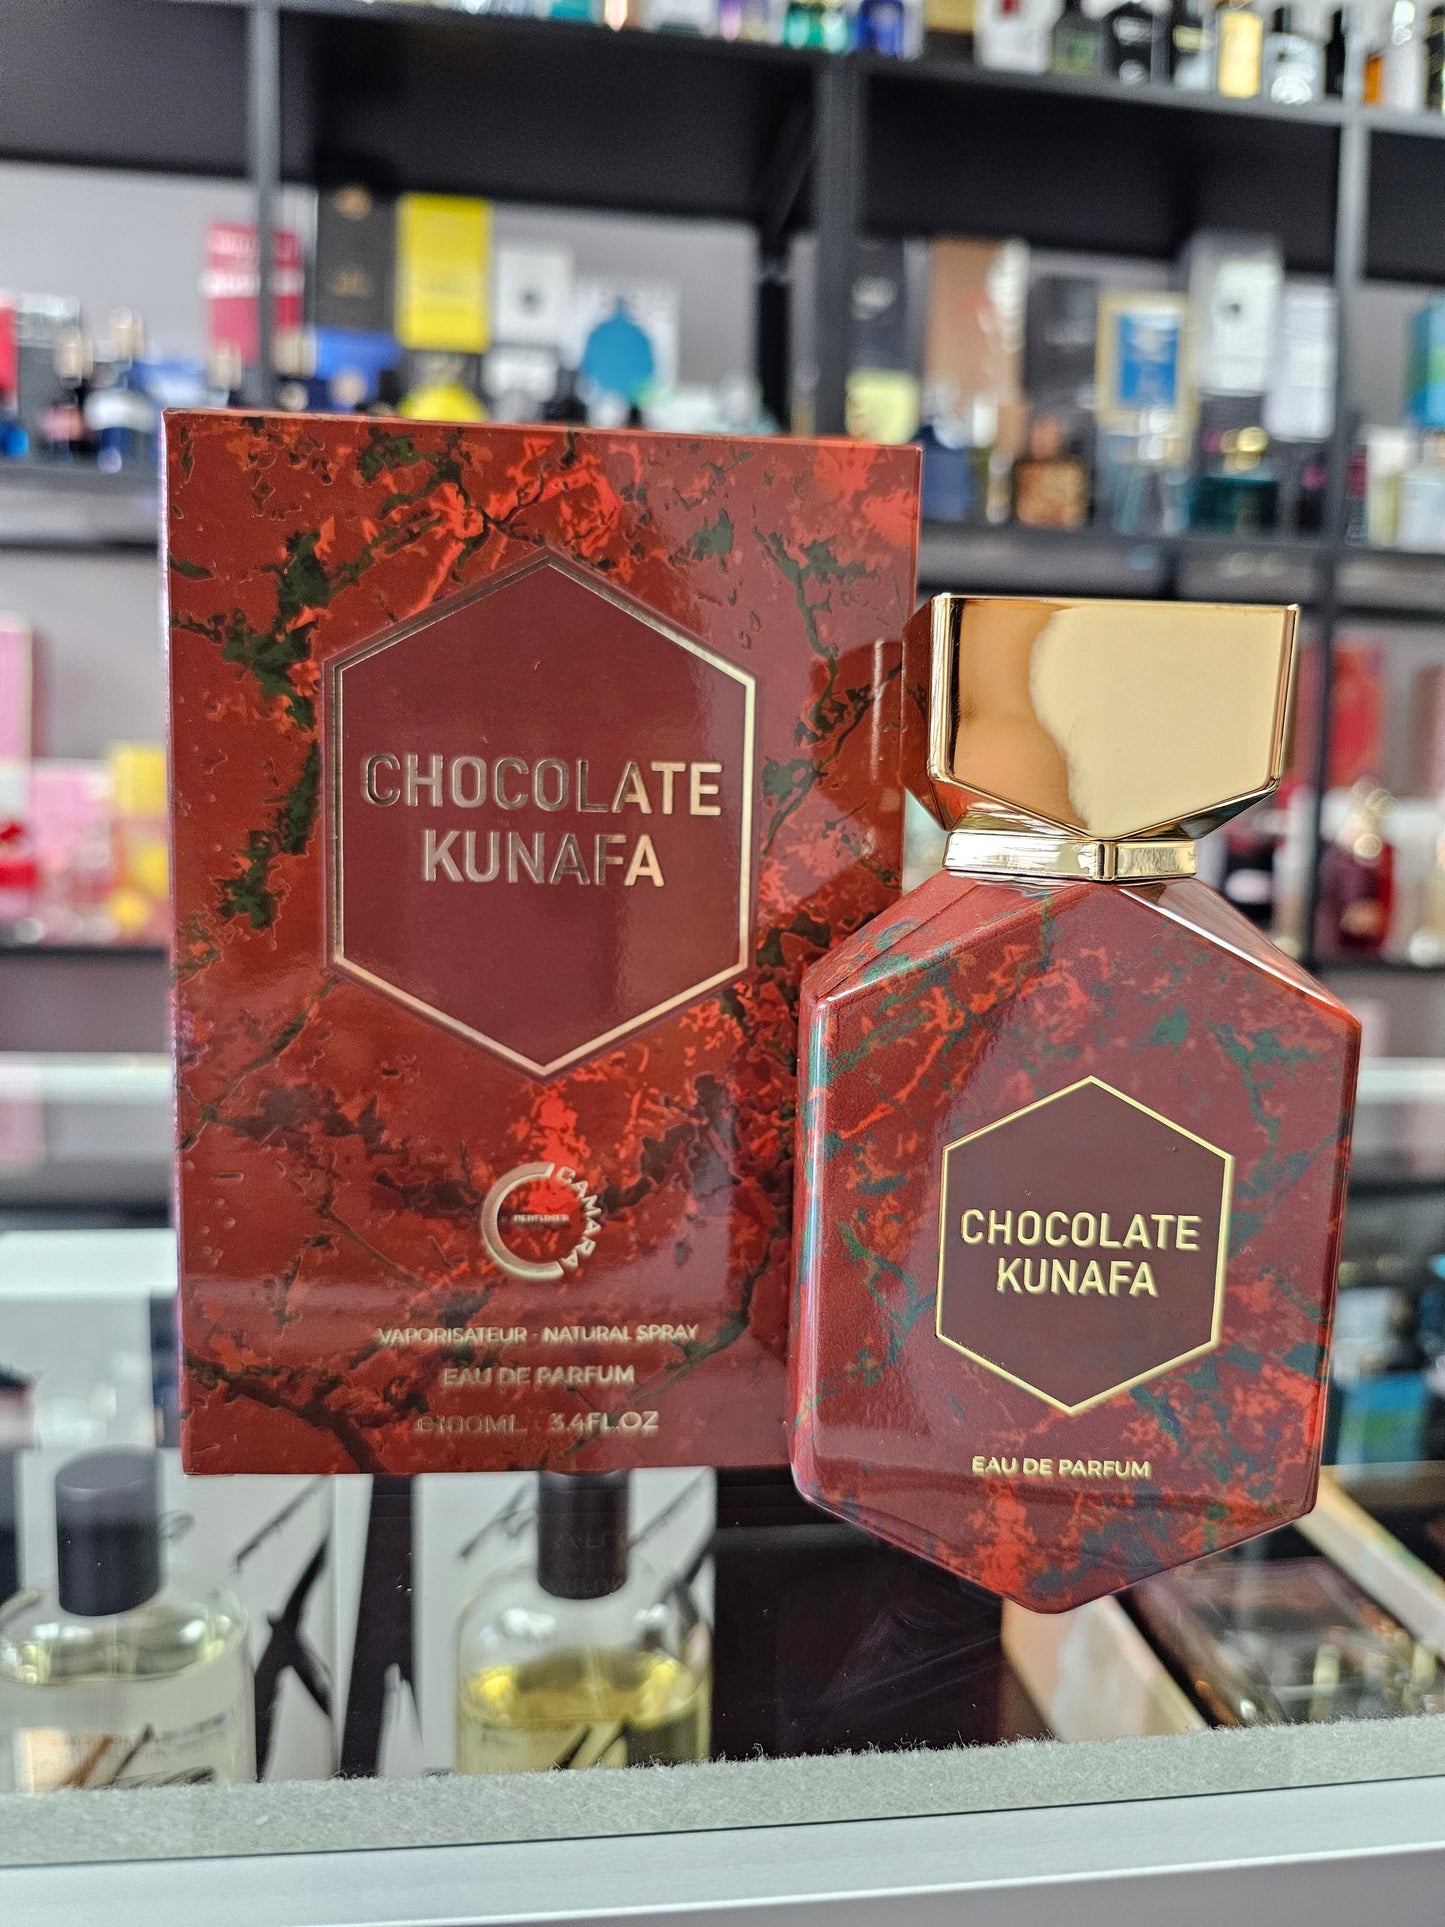 CHOCOLATE
KUNAFA
CAMARA
PERFUMES
VAPORISATEUR - NATURAL SPRAY
EAU DE PARFUM
℮100ML 3.4FL.OZ
CHOCOLATE
KUNAFA
EAU DE PARFUM